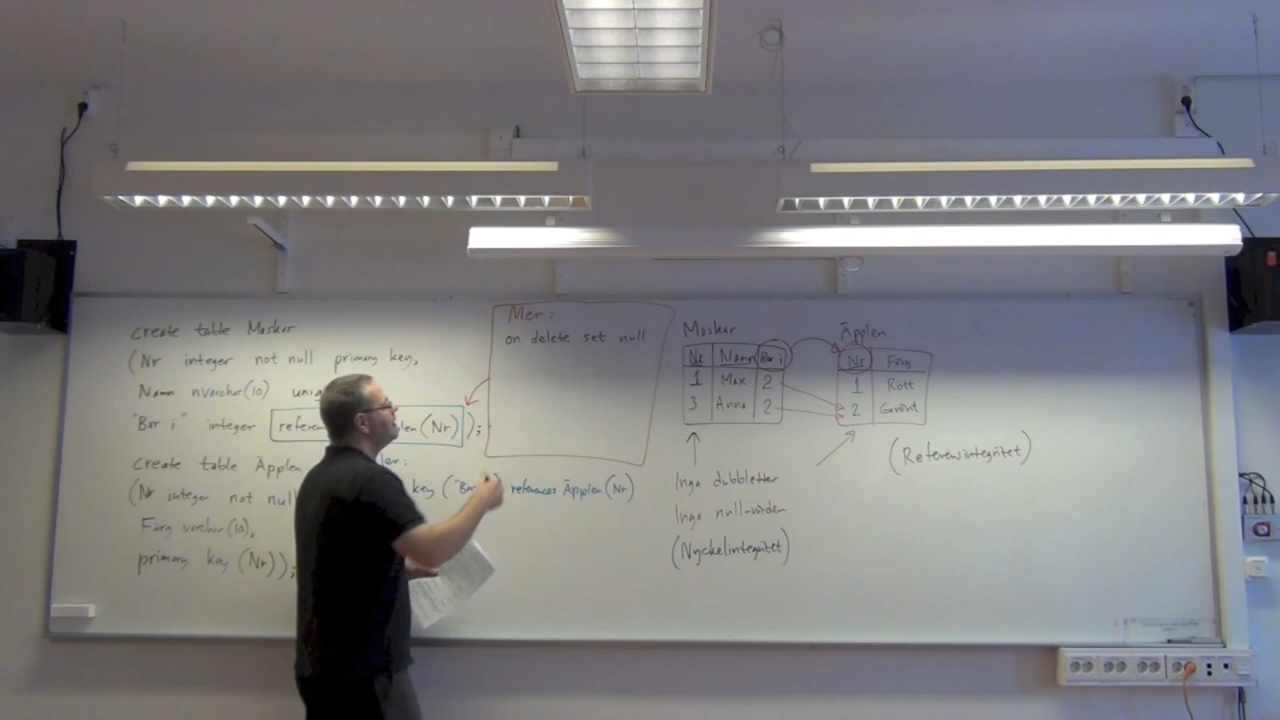 create table Maskar
(Nr integer not null primary key,
Namn nvarchar(10)
"Bor i" integer
(Nr));
create table Äpplen
(Nr integer not null
key ("Bor references Äpplen (Nr)
Färg varchar(10),
primary key (Nr));
Mer:
on delete set null
Maskar
Nr Namn Bor i
1 Max 2
3 Anna 2
Äpplen
Nr Färg
1 Rött
2 Grönt
Inga dubbletter
Inga null-värden
(Nyckelintegritet)
(Referensintegritet)